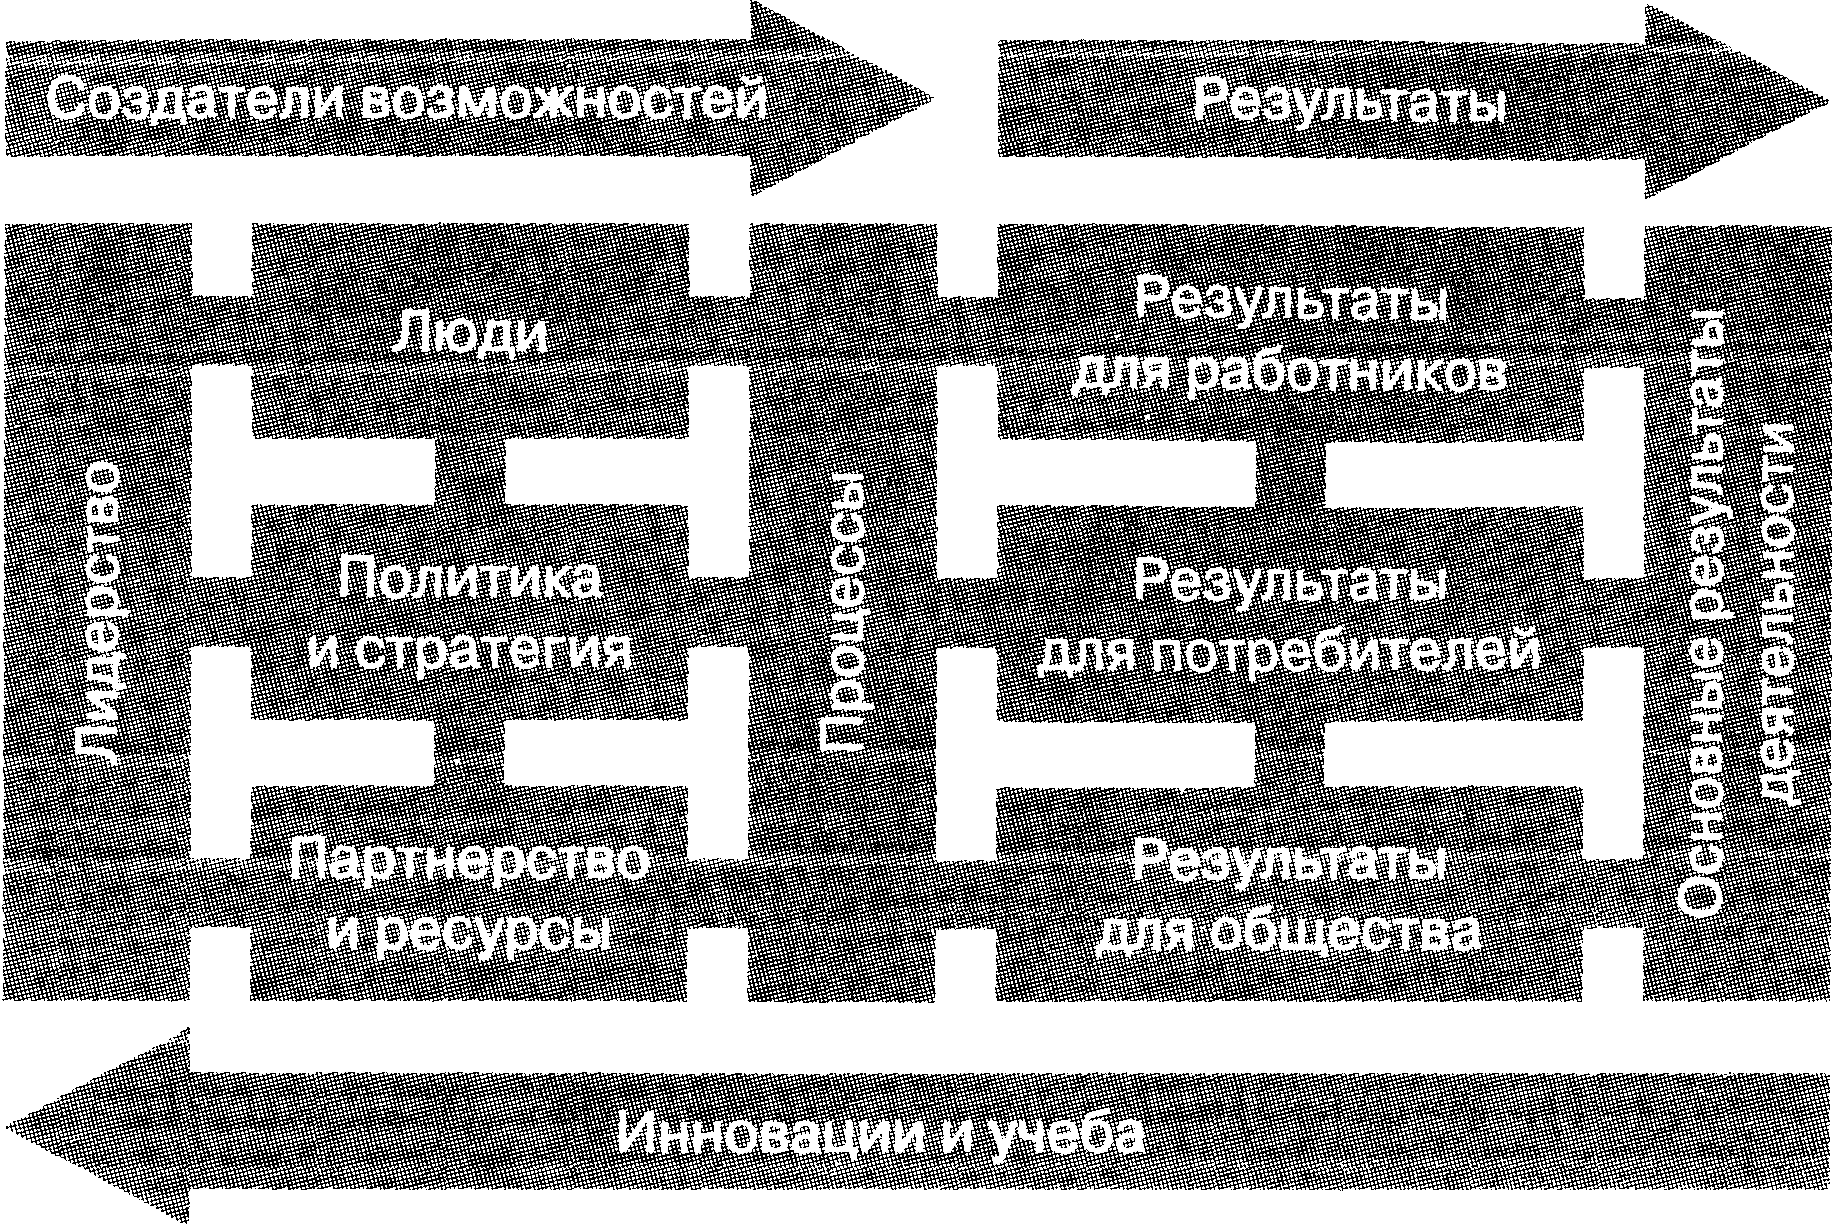 Создатели возможностей
Результаты
Лидерство
Люди
Политика
и стратегия
Партнерство
и ресурсы
Процессы
Результаты
для работников
Результаты
для потребителей
Результаты
для общества
Основные результаты
деятельности
Инновации и учеба